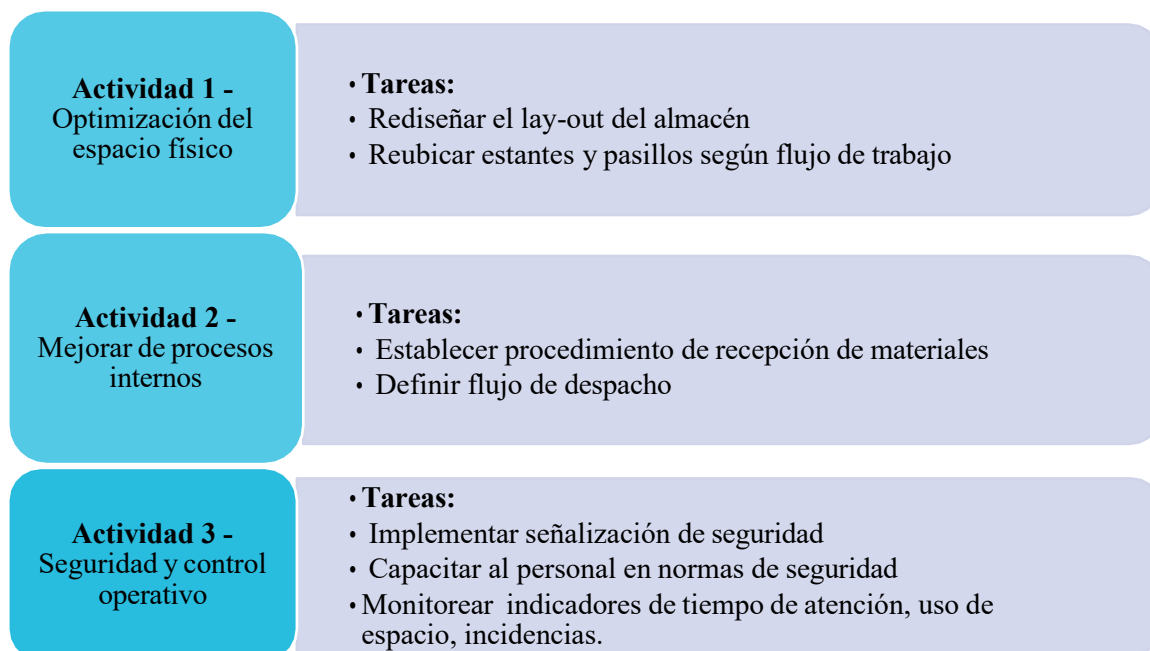 Actividad 1 -
Optimización del
espacio físico
• Tareas:
• Rediseñar el lay-out del almacén
• Reubicar estantes y pasillos según flujo de trabajo
Actividad 2 -
Mejorar de procesos
internos
• Tareas:
• Establecer procedimiento de recepción de materiales
• Definir flujo de despacho
Actividad 3 -
Seguridad y control
operativo
• Tareas:
• Implementar señalización de seguridad
• Capacitar al personal en normas de seguridad
• Monitorear indicadores de tiempo de atención, uso de
espacio, incidencias.